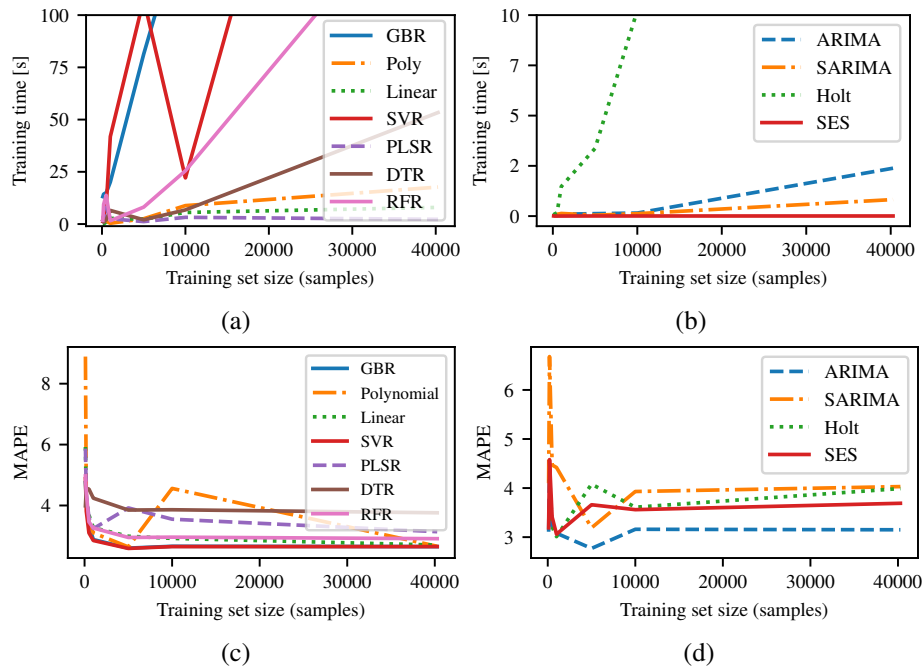 100
75
50
25
0
Training time [s]
0
10000
20000
30000
40000
Training set size (samples)
GBR
Poly
Linear
SVR
PLSR
DTR
RFR
(a)
10
7
5
2
0
Training time [s]
0
10000
20000
30000
40000
Training set size (samples)
ARIMA
SARIMA
Holt
SES
(b)
8
6
4
MAPE
0
10000
20000
30000
40000
Training set size (samples)
GBR
Polynomial
Linear
SVR
PLSR
DTR
RFR
(c)
6
5
4
3
MAPE
0
10000
20000
30000
40000
Training set size (samples)
ARIMA
SARIMA
Holt
SES
(d)